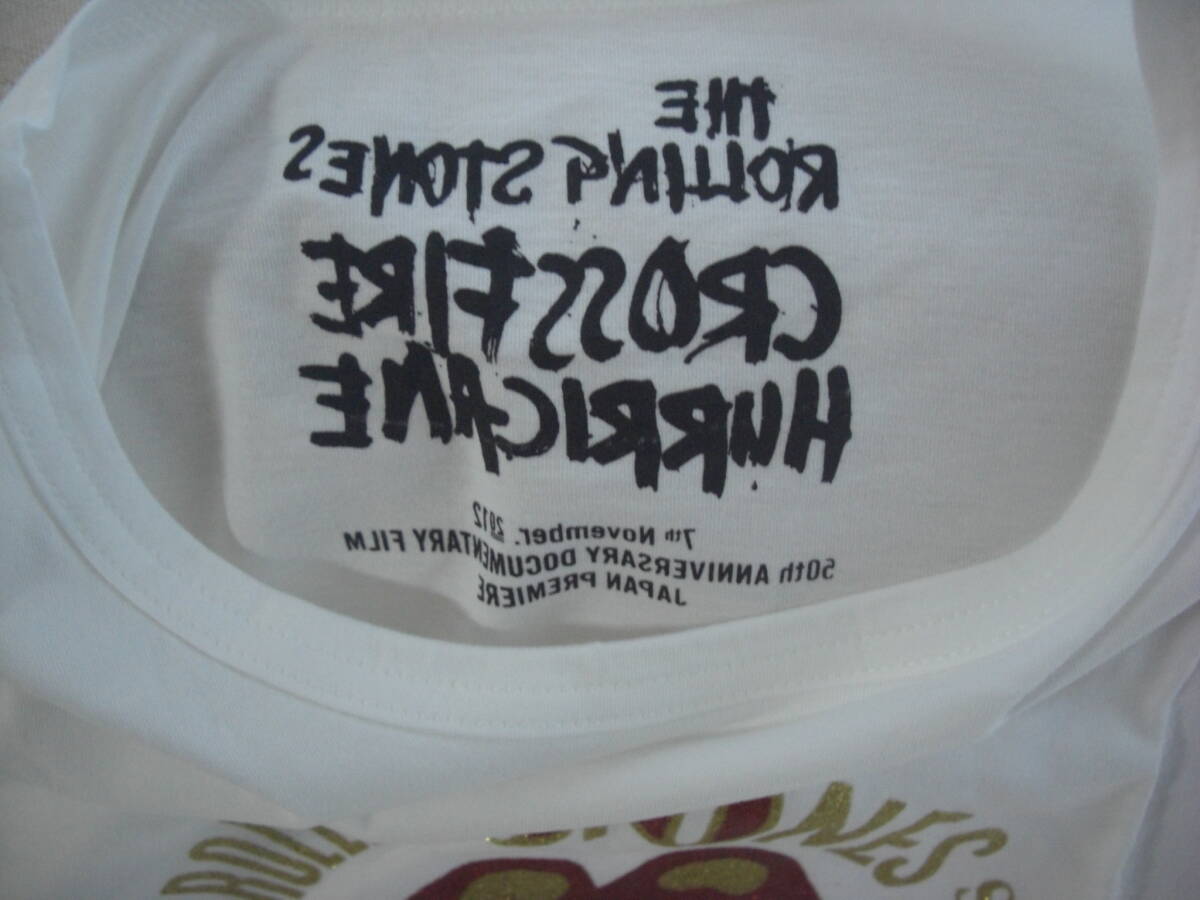 THE
ROLLING STONES
CROSSFIRE
HURRICANE
7th November. 2012
50th ANNIVERSARY DOCUMENTARY FILM
JAPAN PREMIERE